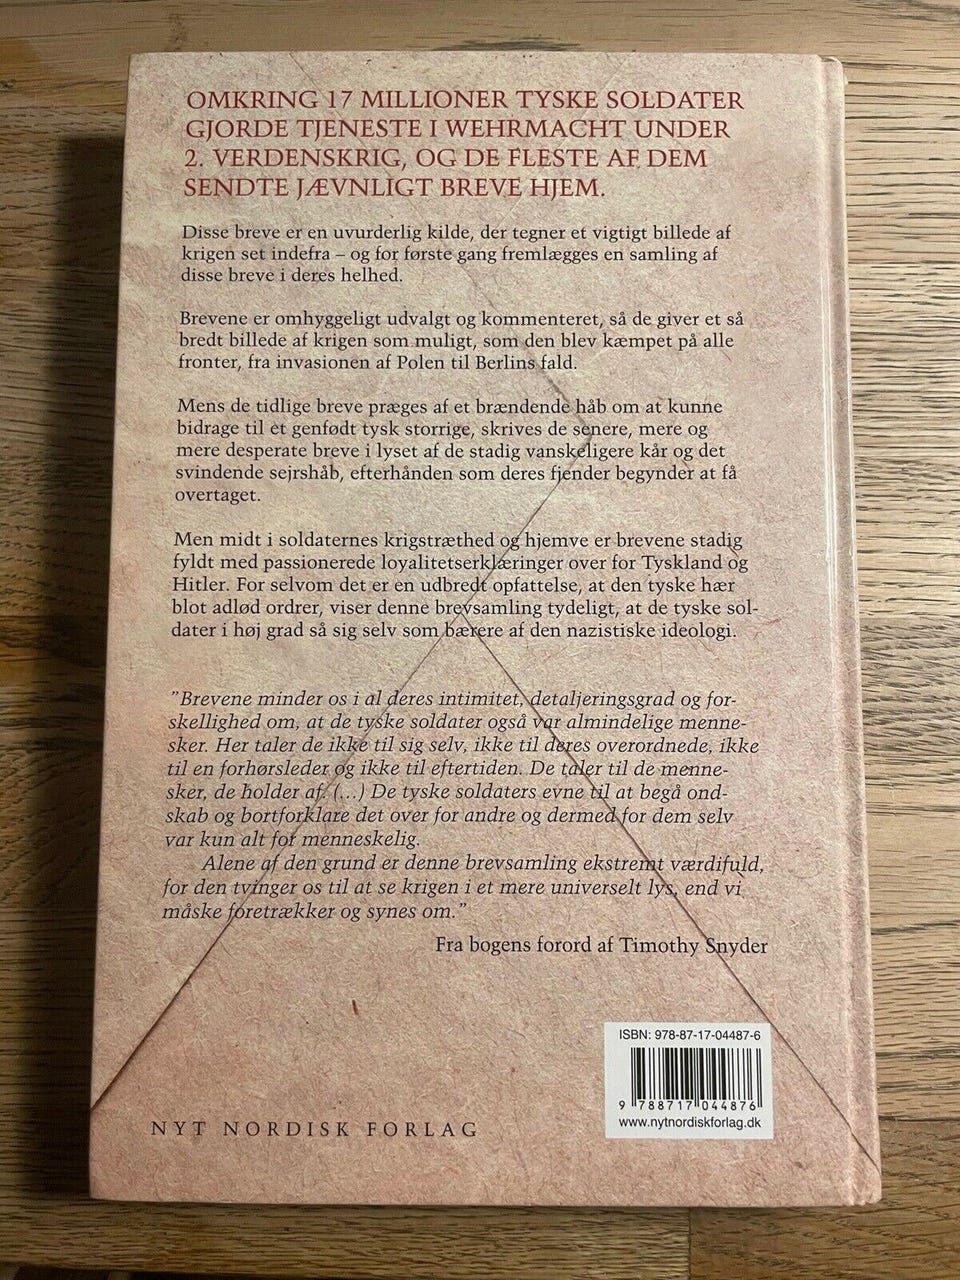 OMKRING 17 MILLIONER TYSKE SOLDATER
GJORDE TJENESTE I WEHRMACHT UNDER
2. VERDENSKRIG, OG DE FLESTE AF DEM
SENDTE JÆVNLIGT BREVE HJEM.
Disse breve er en uvurderlig kilde, der tegner et vigtigt billede af
krigen set indefra – og for første gang fremlægges en samling af
disse breve i deres helhed.
Brevene er omhyggeligt udvalgt og kommenteret, så de giver et så
bredt billede af krigen som muligt, som den blev kæmpet på alle
fronter, fra invasionen af Polen til Berlins fald.
Mens de tidlige breve præges af et brændende håb om at kunne
bidrage til et genfødt tysk storrige, skrives de senere, mere og
mere desperate breve i lyset af de stadig vanskeligere kår og det
svindende sejrshåb, efterhånden som deres fjender begynder at få
overtaget.
Men midt i soldaternes krigstræthed og hjemve er brevene stadig
fyldt med passionerede loyalitetserklæringer over for Tyskland og
Hitler. For selvom det er en udbredt opfattelse, at den tyske hær
blot adlød ordrer, viser denne brevsamling tydeligt, at de tyske sol-
dater i høj grad så sig selv som bærere af den nazistiske ideologi.
"Brevene minder os i al deres intimitet, detaljeringsgrad og for-
skellighed om, at de tyske soldater også var almindelige menne-
sker. Her taler de ikke til sig selv, ikke til deres overordnede, ikke
til en forhørsleder og ikke til eftertiden. De taler til de menne-
sker, de holder af. (...) De tyske soldaters evne til at begå ond-
skab og bortforklare det over for andre og dermed for dem selv
var kun alt for menneskelig.
Alene af den grund er denne brevsamling ekstremt værdifuld,
for den tvinger os til at se krigen i et mere universelt lys, end vi
måske foretrækker og synes om."
Fra bogens forord af Timothy Snyder
ISBN: 978-87-17-04487-6
9 788717 044876
www.nytnordiskforlag.dk
NYT NORDISK FORLAG